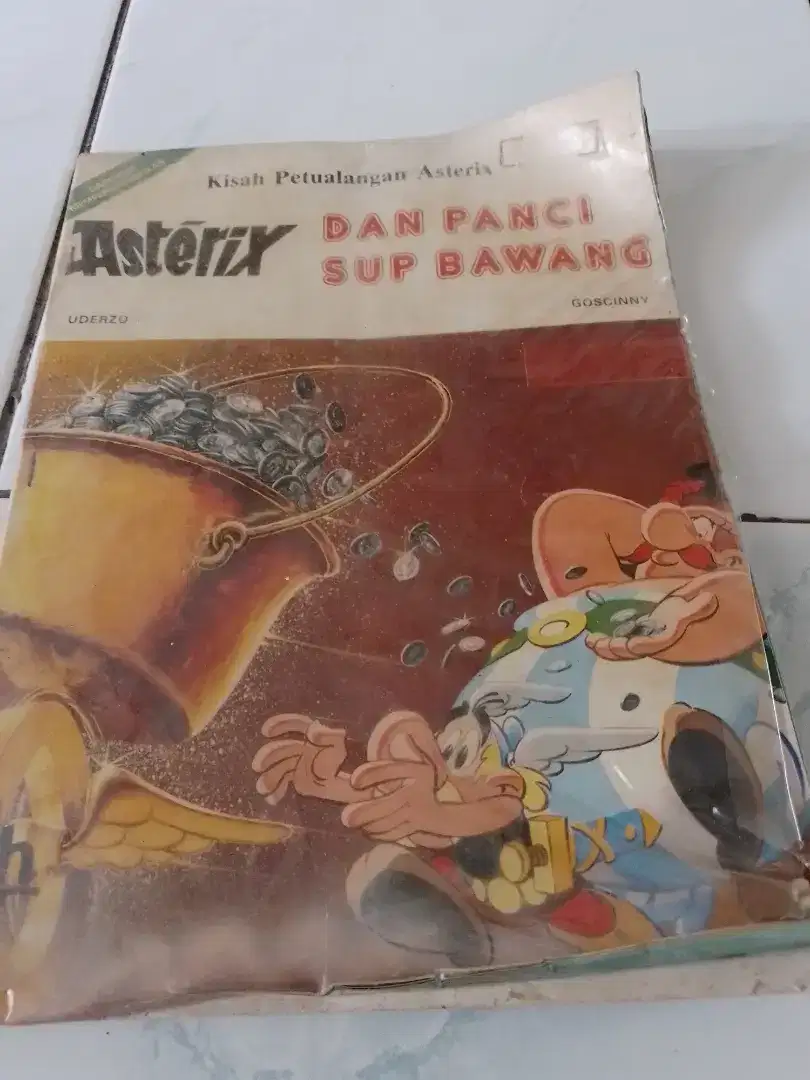 Kisah Petualangan Asterix
Astérix
DAN PANCI
SUP BAWANG
UDERZO
GOSCINNY